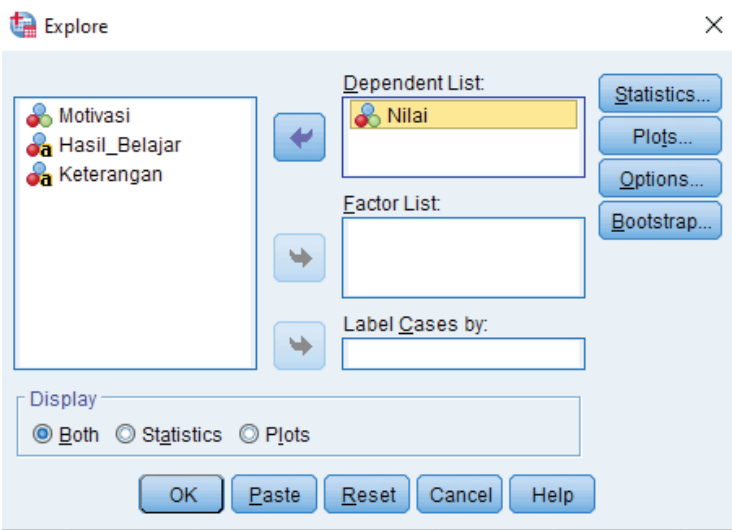 Explore
Motivasi
Hasil_Belajar
Keterangan
Dependent List:
Nilai
Factor List:
Label Cases by:
Statistics...
Plots...
Options...
Bootstrap...
Display
Both Statistics Plots
OK Paste Reset Cancel Help